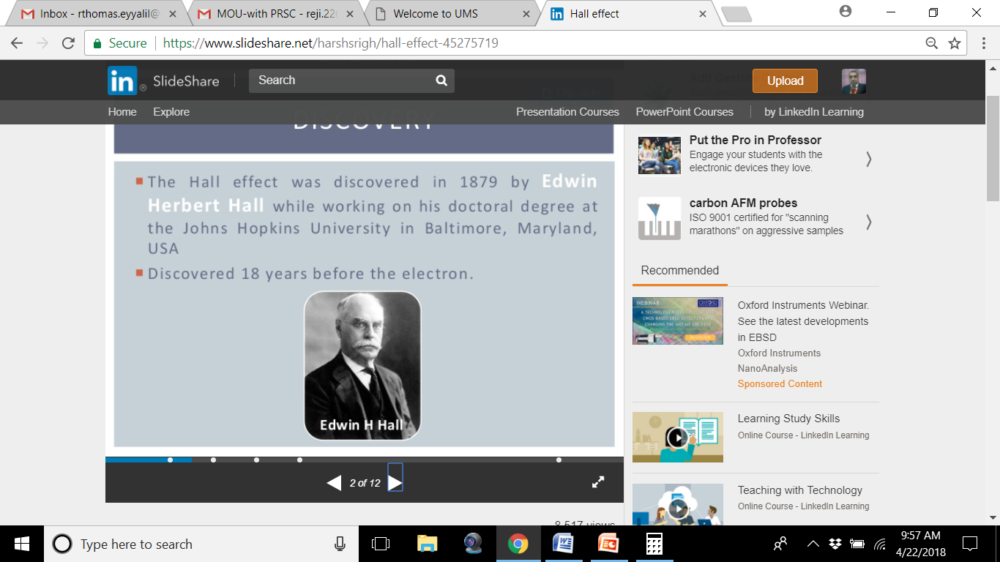 Inbox - rthomas.eyyalil@
MOU-with PRSC - reji.22
Welcome to UMS
Hall effect
Secure
https://www.slideshare.net/harshsrigh/hall-effect-45275719
in® SlideShare
Search
Upload
Home
Explore
Presentation Courses
PowerPoint Courses
by LinkedIn Learning
DISCOVERY
The Hall effect was discovered in 1879 by Edwin
Herbert Hall while working on his doctoral degree at
the Johns Hopkins University in Baltimore, Maryland,
USA
Discovered 18 years before the electron.
Edwin H Hall
2 of 12
8,517 views
Put the Pro in Professor
Engage your students with the
electronic devices they love.
carbon AFM probes
ISO 9001 certified for "scanning
marathons" on aggressive samples
Recommended
WEBINAR
OXFORD
Oxford Instruments Webinar.
See the latest developments
in EBSD
Oxford Instruments
NanoAnalysis
Sponsored Content
Learning Study Skills
Online Course - LinkedIn Learning
Teaching with Technology
Online Course - LinkedIn Learning
Type here to search
9:57 AM
4/22/2018